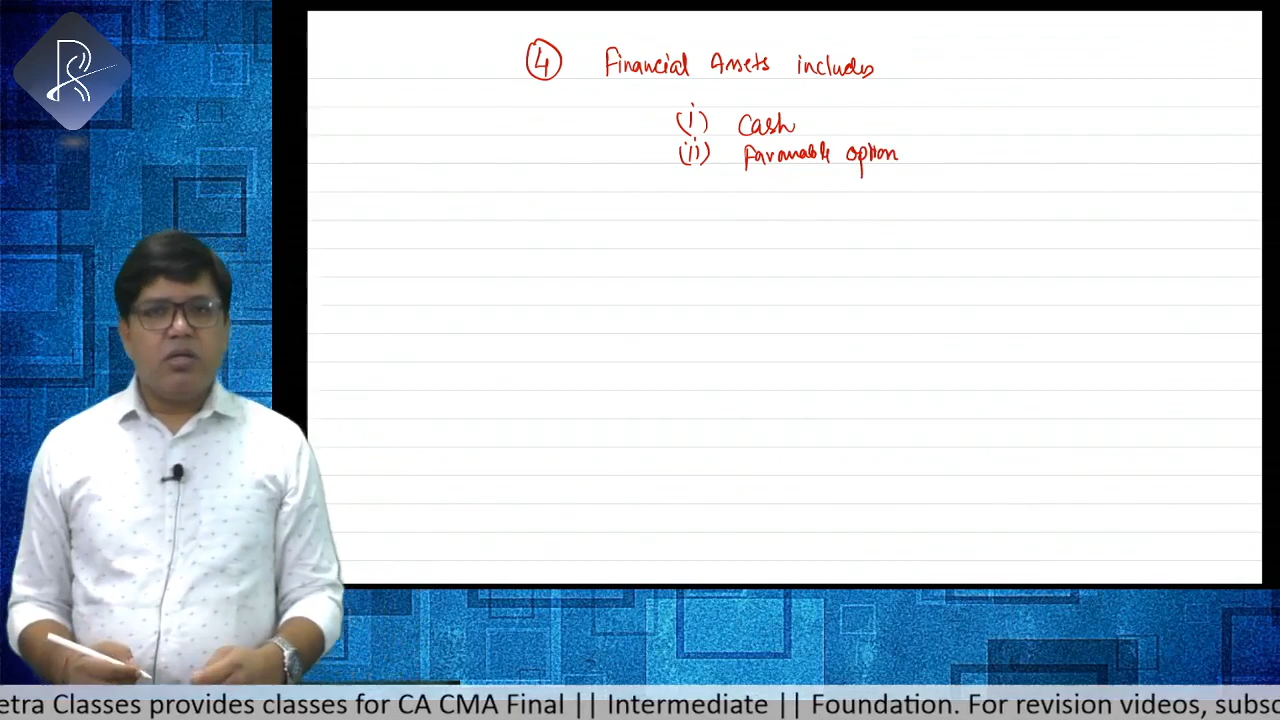 4 Financial Assets includes
(i) Cash
(ii) Favourable option
etra Classes provides classes for CA CMA Final || Intermediate || Foundation. For revision videos, subsc